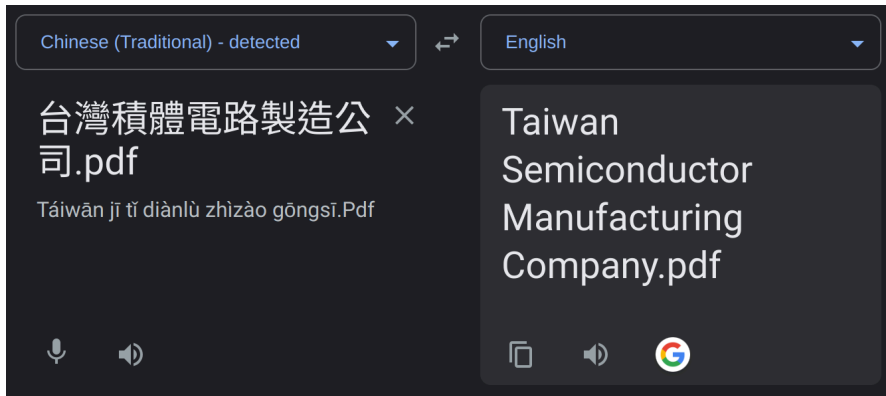 Chinese (Traditional) - detected
English
台灣積體電路製造公
司.pdf
Táiwān jī tǐ diànlù zhìzào gōngsī.Pdf
Taiwan
Semiconductor
Manufacturing
Company.pdf